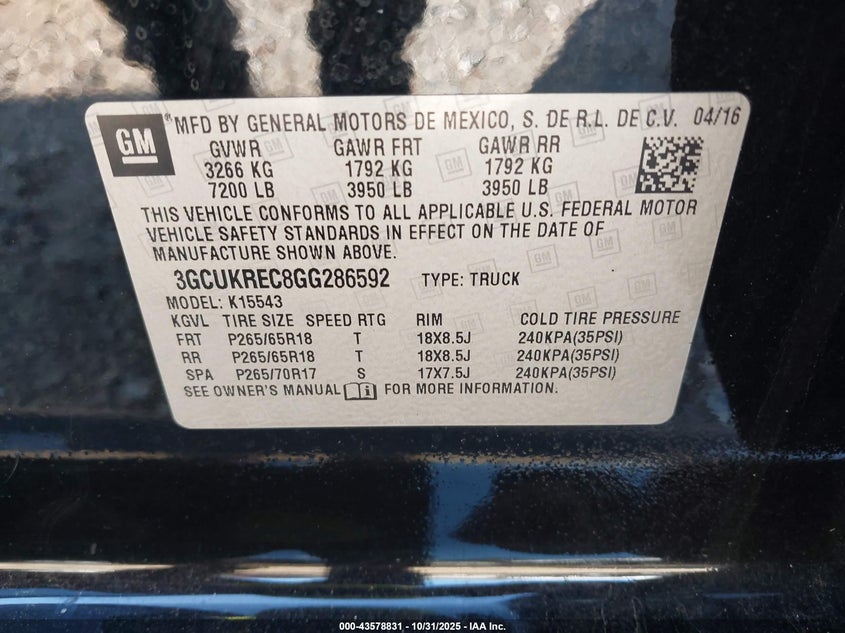 GM ® MFD BY GENERAL MOTORS DE MEXICO, S. DE R.L. DE C.V. 04/16
GVWR GAWR FRT GAWR RR
3266 KG 1792 KG 1792 KG
7200 LB 3950 LB 3950 LB
THIS VEHICLE CONFORMS TO ALL APPLICABLE U.S. FEDERAL MOTOR
VEHICLE SAFETY STANDARDS IN EFFECT ON THE DATE OF
MANUFACTURE SHOWN ABOVE.
3GCUKREC8GG286592 TYPE: TRUCK
MODEL: K15543
KGVL TIRE SIZE SPEED RTG RIM COLD TIRE PRESSURE
FRT P265/65R18 T 18X8.5J 240KPA(35PSI)
RR P265/65R18 T 18X8.5J 240KPA(35PSI)
SPA P265/70R17 S 17X7.5J 240KPA(35PSI)
SEE OWNER'S MANUAL FOR MORE INFORMATION.
000-43578831 - 10/31/2025 - IAA Inc.